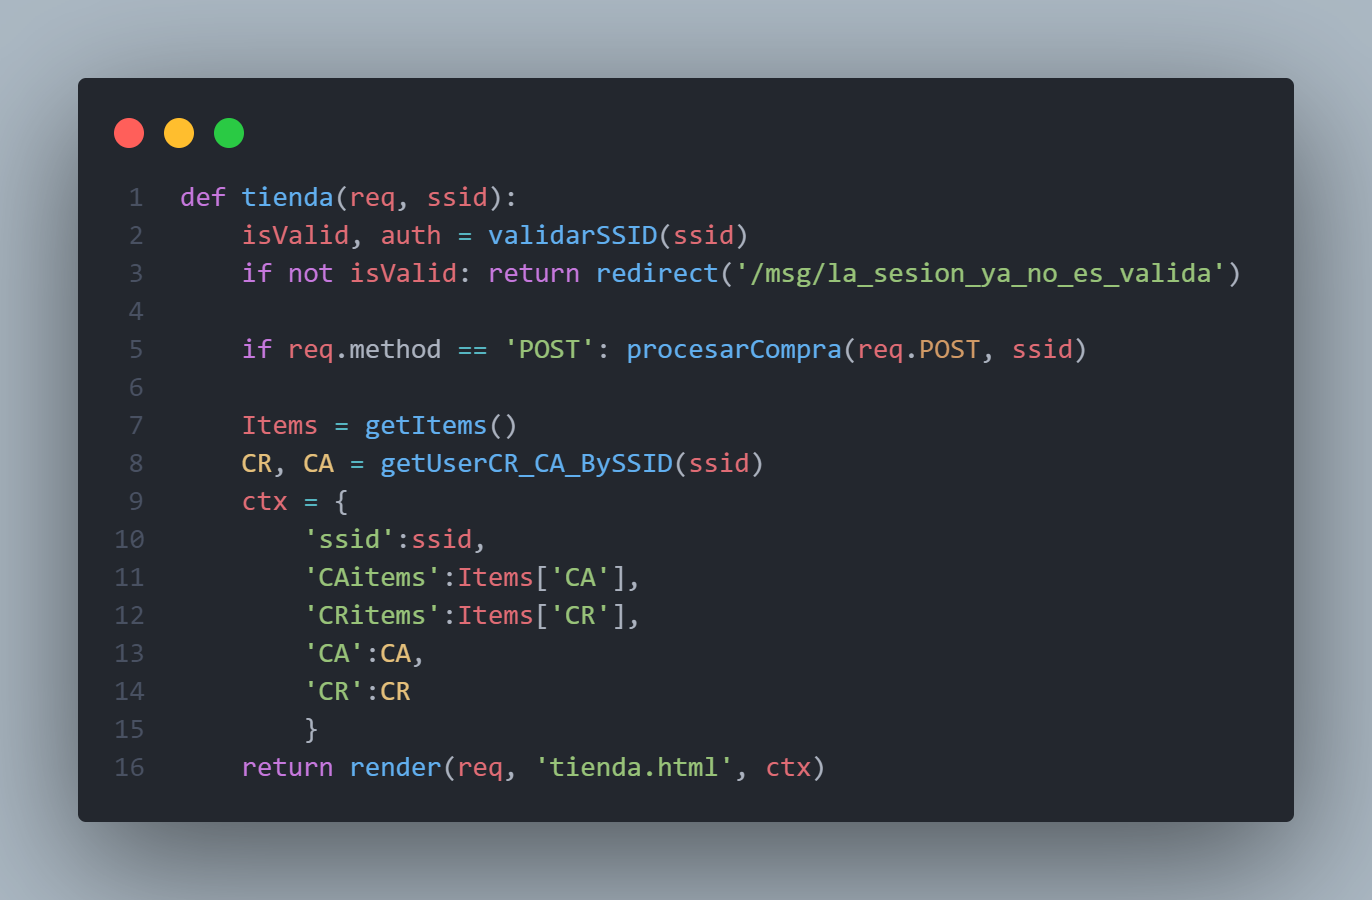 1 def tienda(req, ssid):
2     isValid, auth = validarSSID(ssid)
3     if not isValid: return redirect('/msg/la_sesion_ya_no_es_valida')
4
5     if req.method == 'POST': procesarCompra(req.POST, ssid)
6
7     Items = getItems()
8     CR, CA = getUserCR_CA_BySSID(ssid)
9     ctx = {
10         'ssid':ssid,
11         'CAitems':Items['CA'],
12         'CRitems':Items['CR'],
13         'CA':CA,
14         'CR':CR
15         }
16     return render(req, 'tienda.html', ctx)